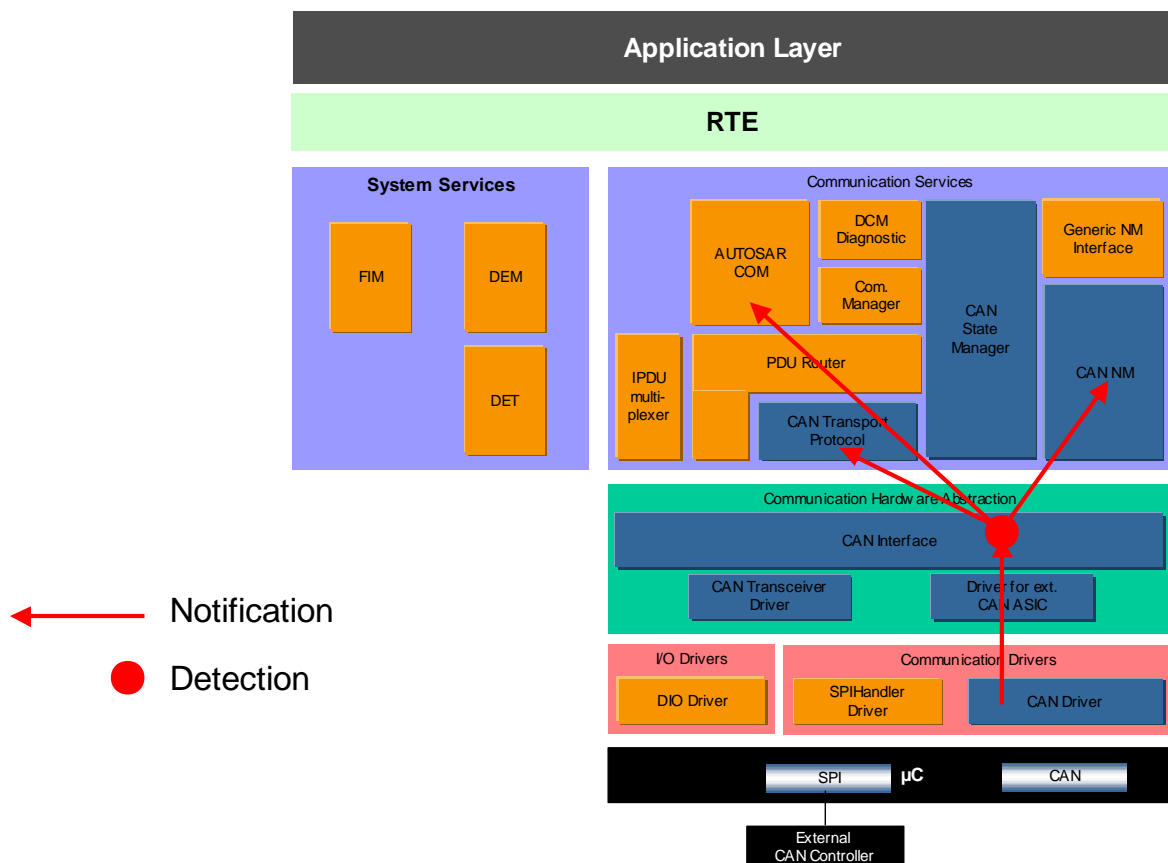 Application Layer
RTE
System Services
FIM
DEM
DET
Communication Services
AUTOSAR
COM
DCM
Diagnostic
Com.
Manager
CAN
State
Manager
Generic NM
Interface
CAN NM
IPDU
multi-
plexer
PDU Router
CAN Transport
Protocol
Communication Hardware Abstraction
CAN Interface
CAN Transceiver
Driver
Driver for ext.
CAN ASIC
Notification
Detection
I/O Drivers
DIO Driver
Communication Drivers
SPIHandler
Driver
CAN Driver
SPI
µC
CAN
External
CAN Controller